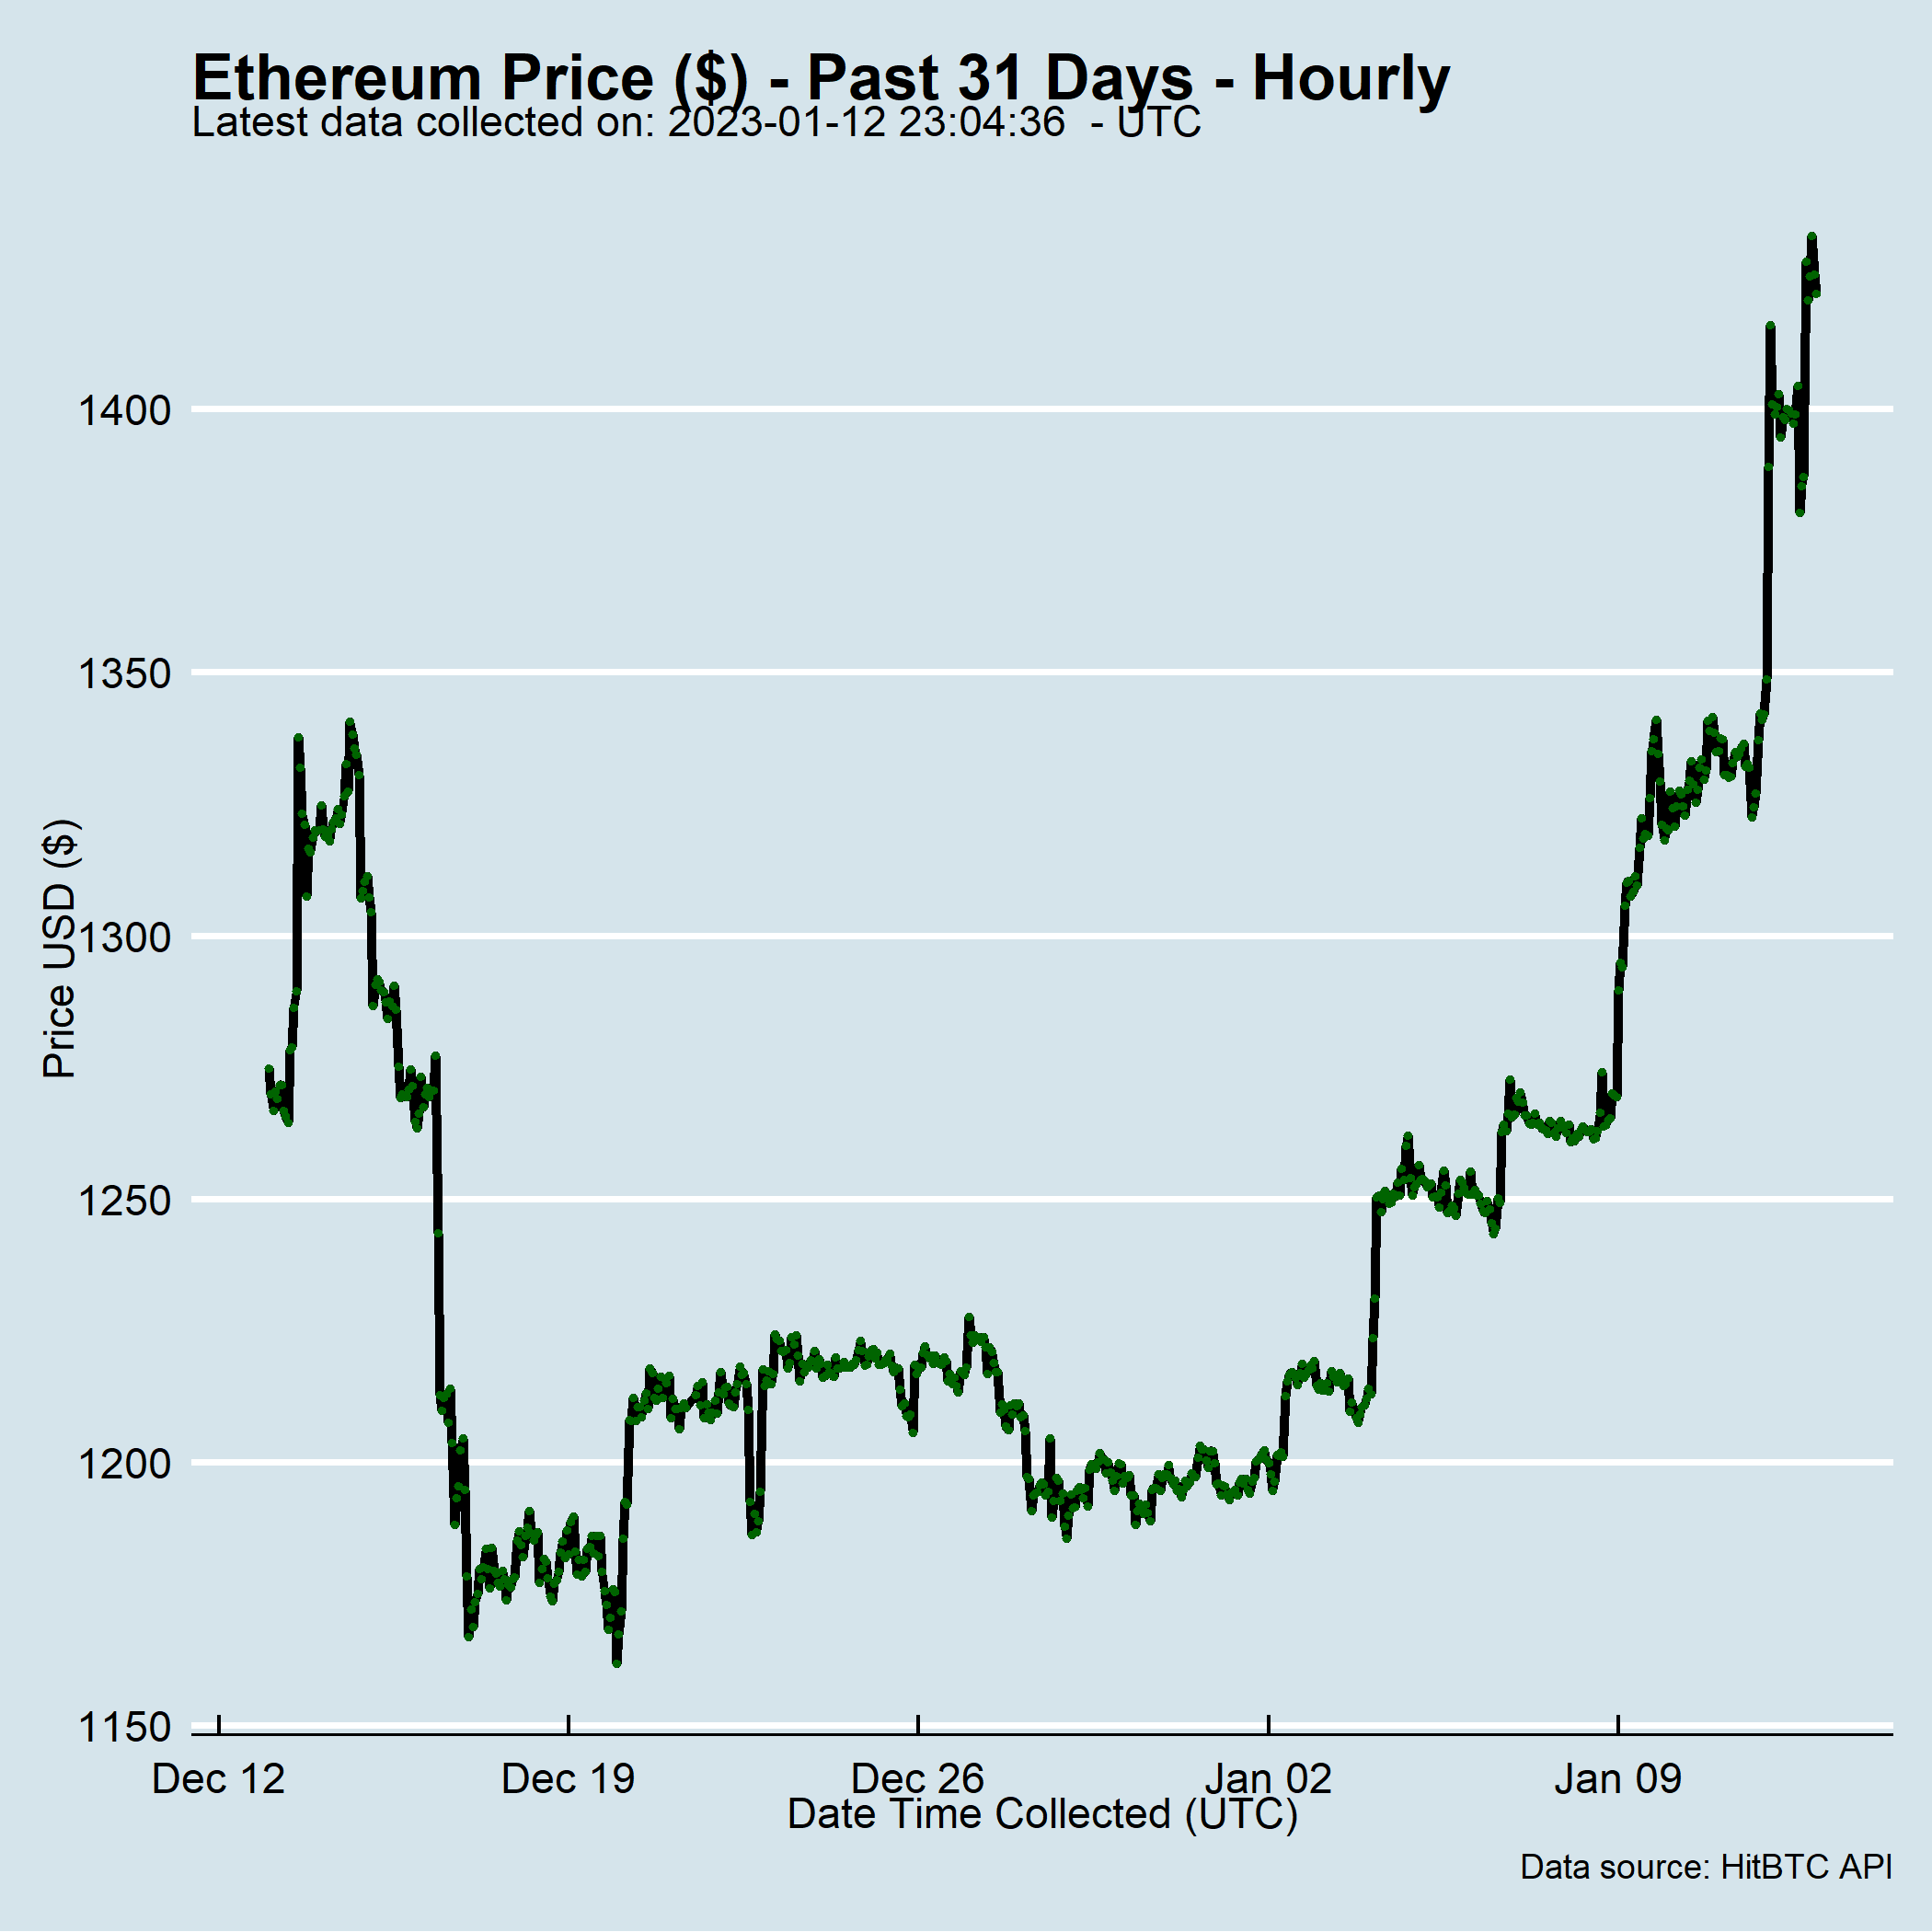 Ethereum Price ($) - Past 31 Days - Hourly
Latest data collected on: 2023-01-12 23:04:36  - UTC
Price USD ($)
1400
1350
1300
1250
1200
1150
Dec 12 Dec 19 Dec 26 Jan 02 Jan 09
Date Time Collected (UTC)
Data source: HitBTC API